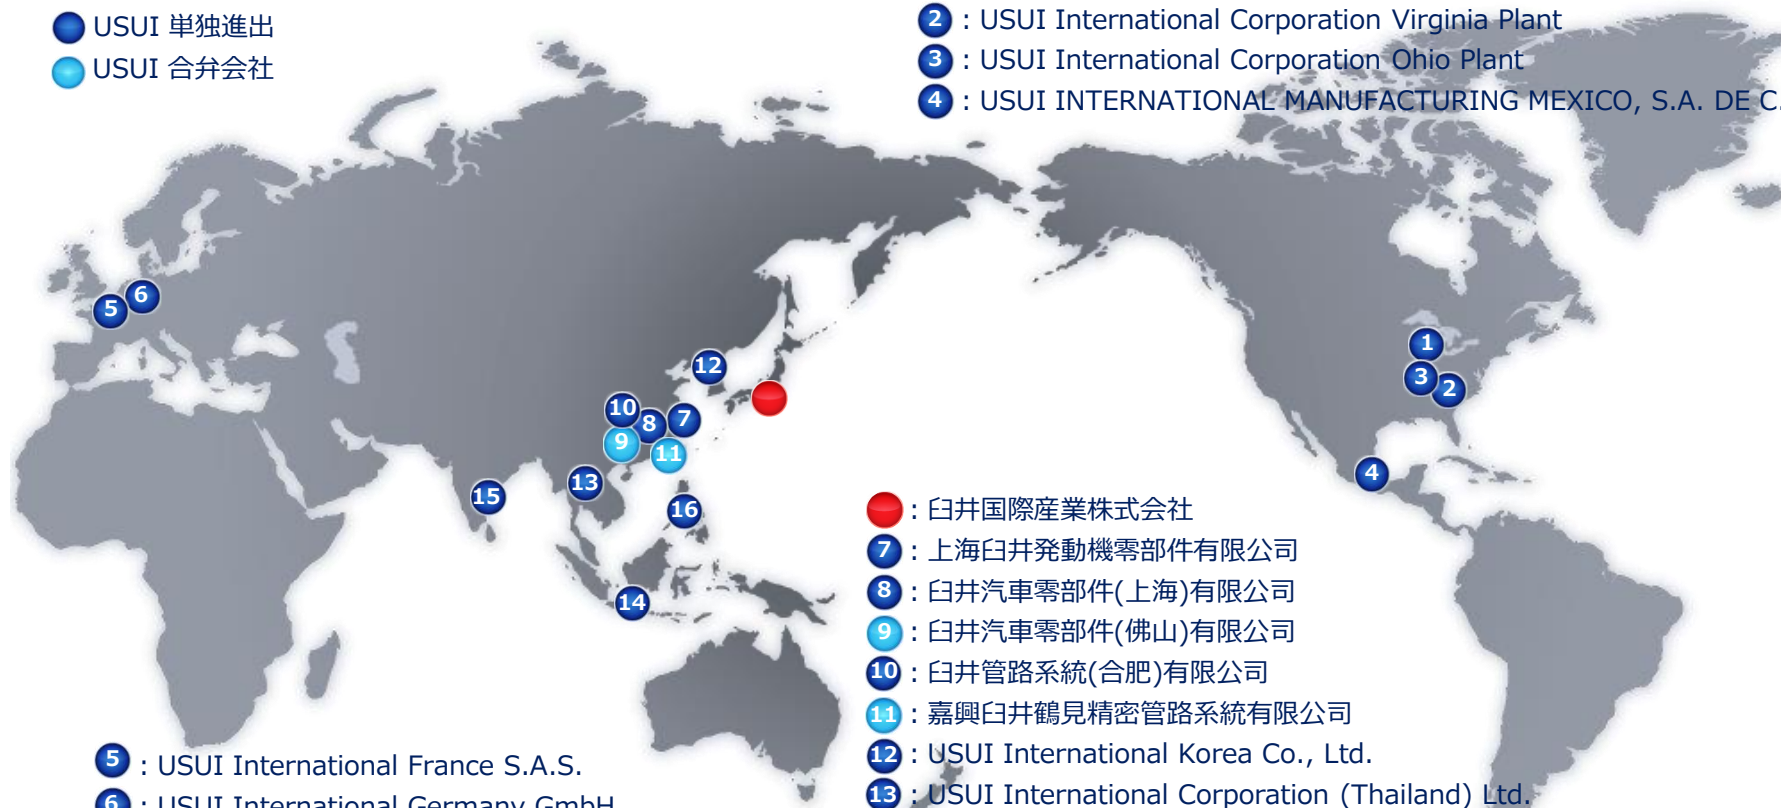 USUI 単独進出
USUI 合弁会社
2 : USUI International Corporation Virginia Plant
3 : USUI International Corporation Ohio Plant
4 : USUI INTERNATIONAL MANUFACTURING MEXICO, S.A. DE C.
5
6
1
3
2
4
12
10
8
7
9
11
13
15
16
14
: 臼井国際産業株式会社
7 : 上海臼井発動機零部件有限公司
8 : 臼井汽車零部件(上海)有限公司
9 : 臼井汽車零部件(佛山)有限公司
10 : 臼井管路系統(合肥)有限公司
11 : 嘉興臼井鶴見精密管路系統有限公司
12 : USUI International Korea Co., Ltd.
13 : USUI International Corporation (Thailand) Ltd.
5 : USUI International France S.A.S.
6 : USUI International Germany GmbH